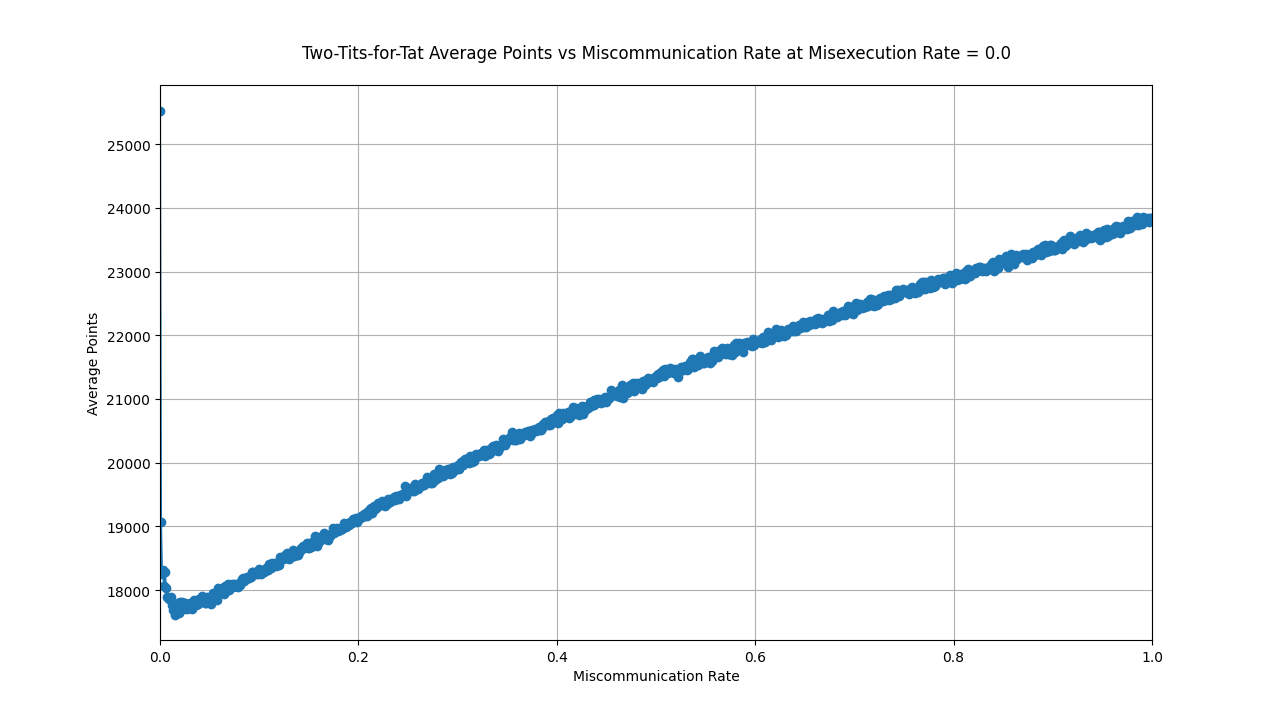 Two-Tits-for-Tat Average Points vs Miscommunication Rate at Misexecution Rate = 0.0
25000
24000
23000
22000
21000
20000
19000
18000
Average Points
0.0 0.2 0.4 0.6 0.8 1.0
Miscommunication Rate